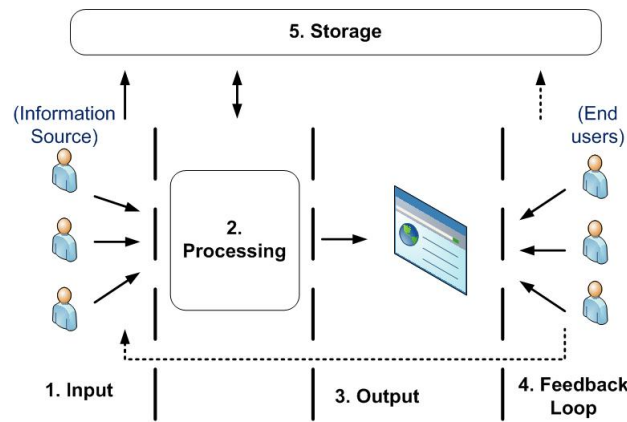 5. Storage
(Information
Source)
(End
users)
2.
Processing
1. Input
3. Output
4. Feedback
Loop